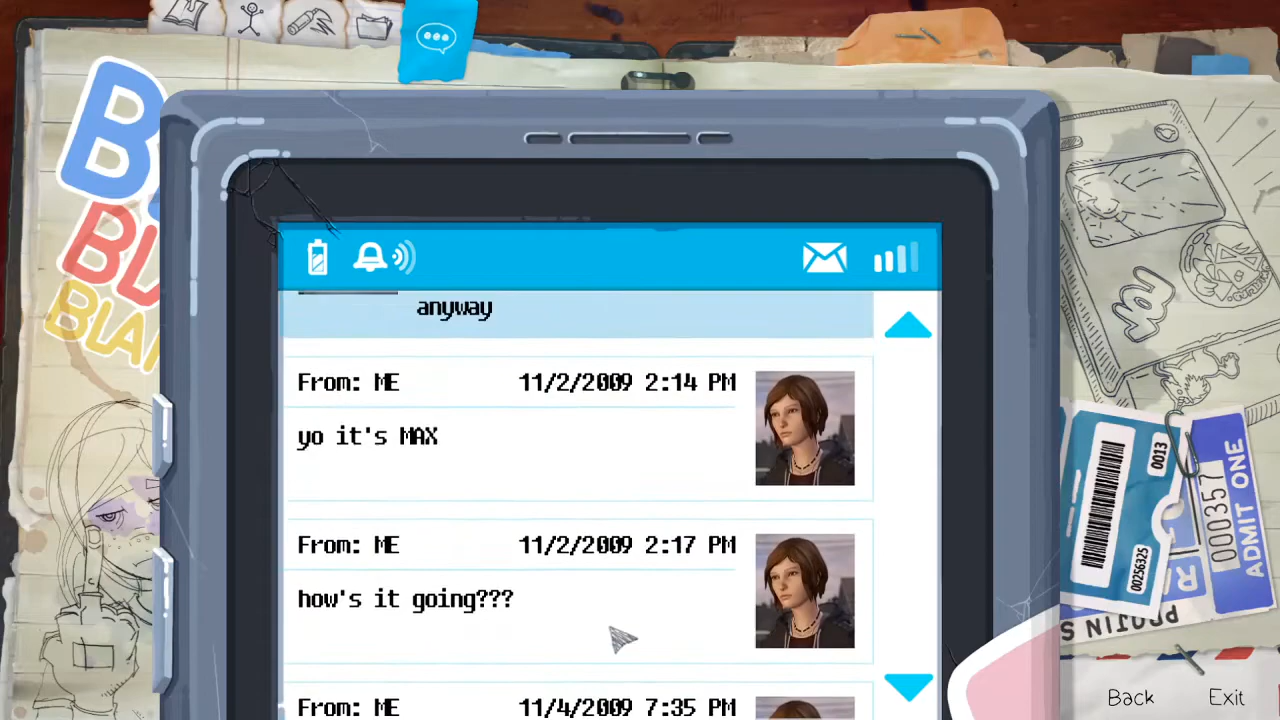 anyway
From: ME 11/2/2009 2:14 PM
yo it's MAX
From: ME 11/2/2009 2:17 PM
how's it going???
From: ME 11/4/2009 7:35 PM
0013
00256325
000357
ADMIT ONE
Back
Exit